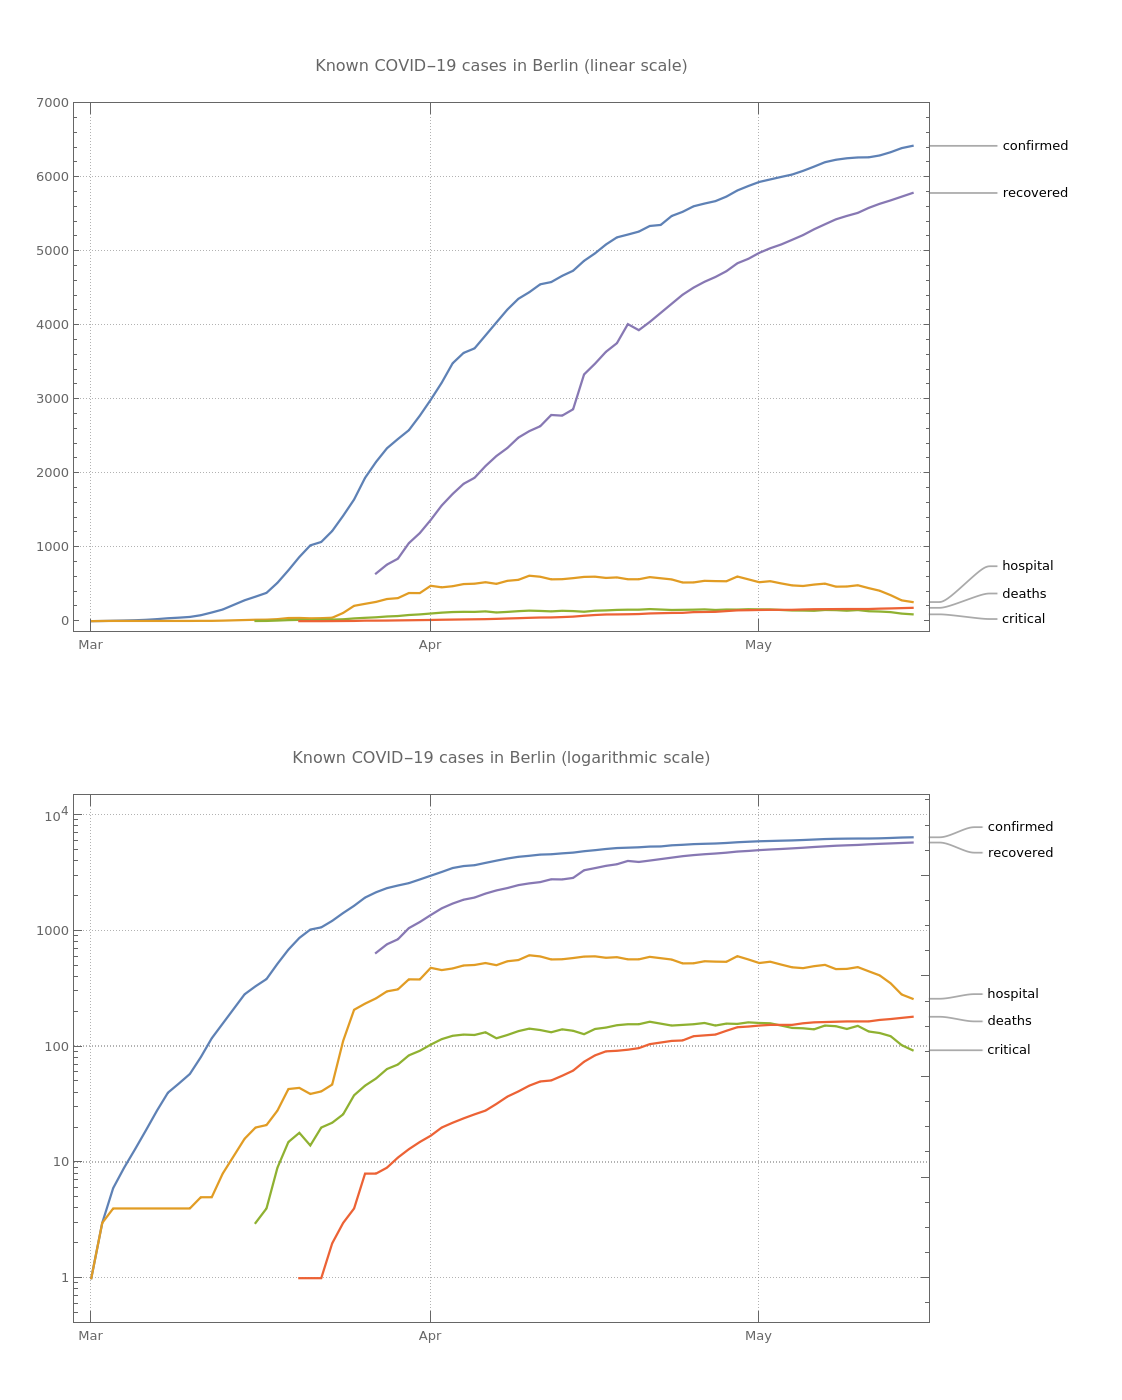 Known COVID−19 cases in Berlin (linear scale)
7000
6000
5000
4000
3000
2000
1000
0
confirmed
recovered
hospital
deaths
critical
Mar Apr May
Known COVID−19 cases in Berlin (logarithmic scale)
10⁴
1000
100
10
1
confirmed
recovered
hospital
deaths
critical
Mar Apr May